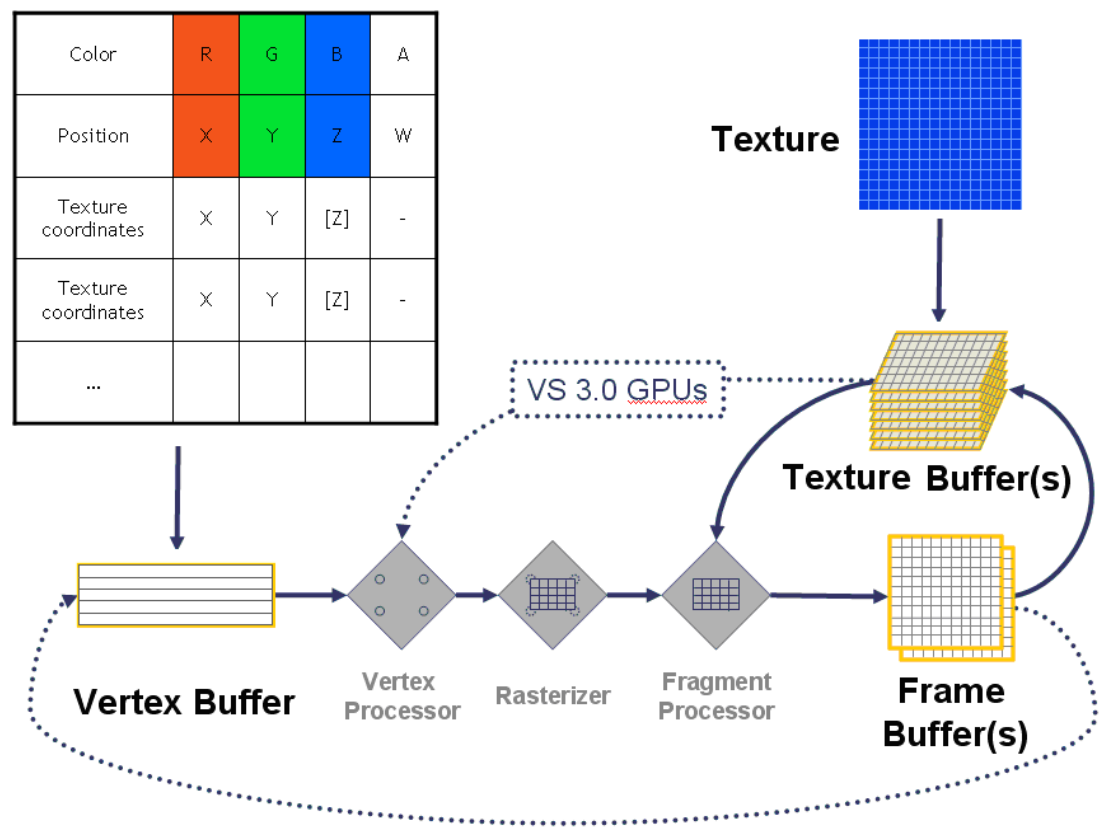 Color R G B A
Position X Y Z W
Texture
coordinates X Y [Z] -
Texture
coordinates X Y [Z] -
...
Texture
VS 3.0 GPUs
Texture Buffer(s)
Vertex Buffer
Vertex
Processor
Rasterizer
Fragment
Processor
Frame
Buffer(s)